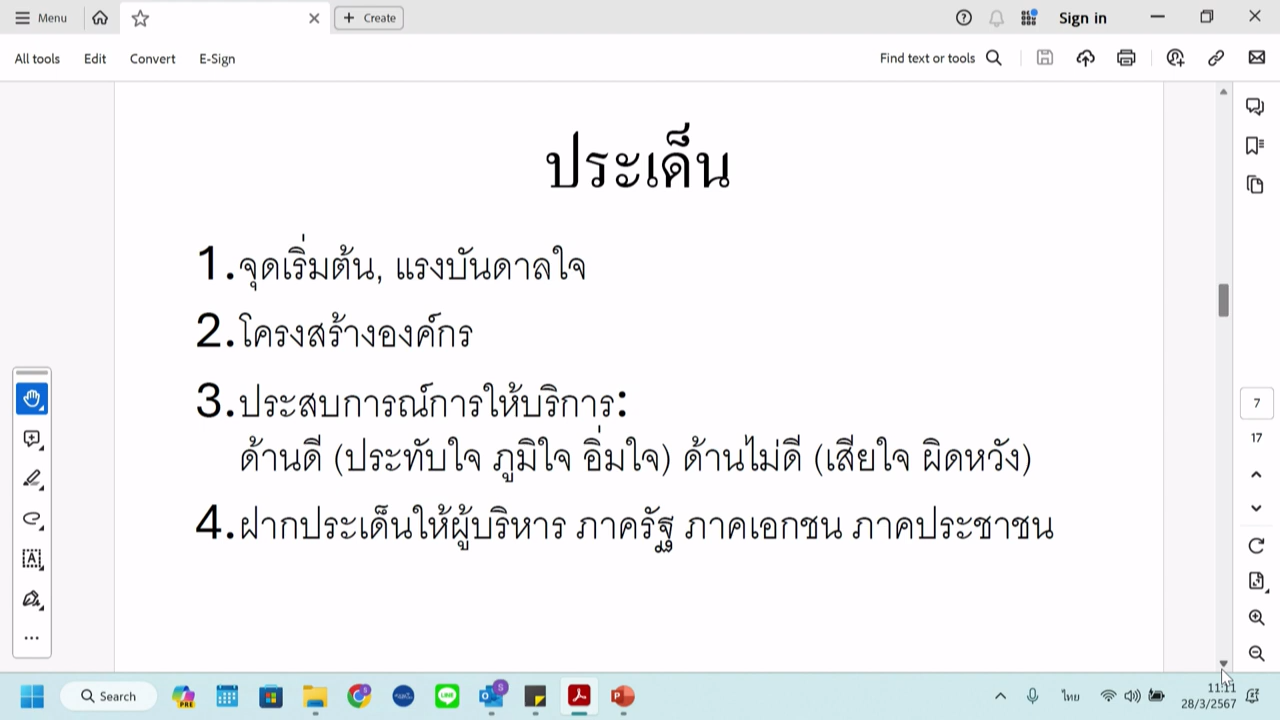 Menu
Create
Sign in
All tools
Edit
Convert
E-Sign
Find text or tools
ประเด็น
1.จุดเริ่มต้น, แรงบันดาลใจ
2.โครงสร้างองค์กร
3.ประสบการณ์การให้บริการ:
ด้านดี (ประทับใจ ภูมิใจ อิ่มใจ) ด้านไม่ดี (เสียใจ ผิดหวัง)
4.ฝากประเด็นให้ผู้บริหาร ภาครัฐ ภาคเอกชน ภาคประชาชน
7
17
Search
PRE
ไทย
11:11
28/3/2567